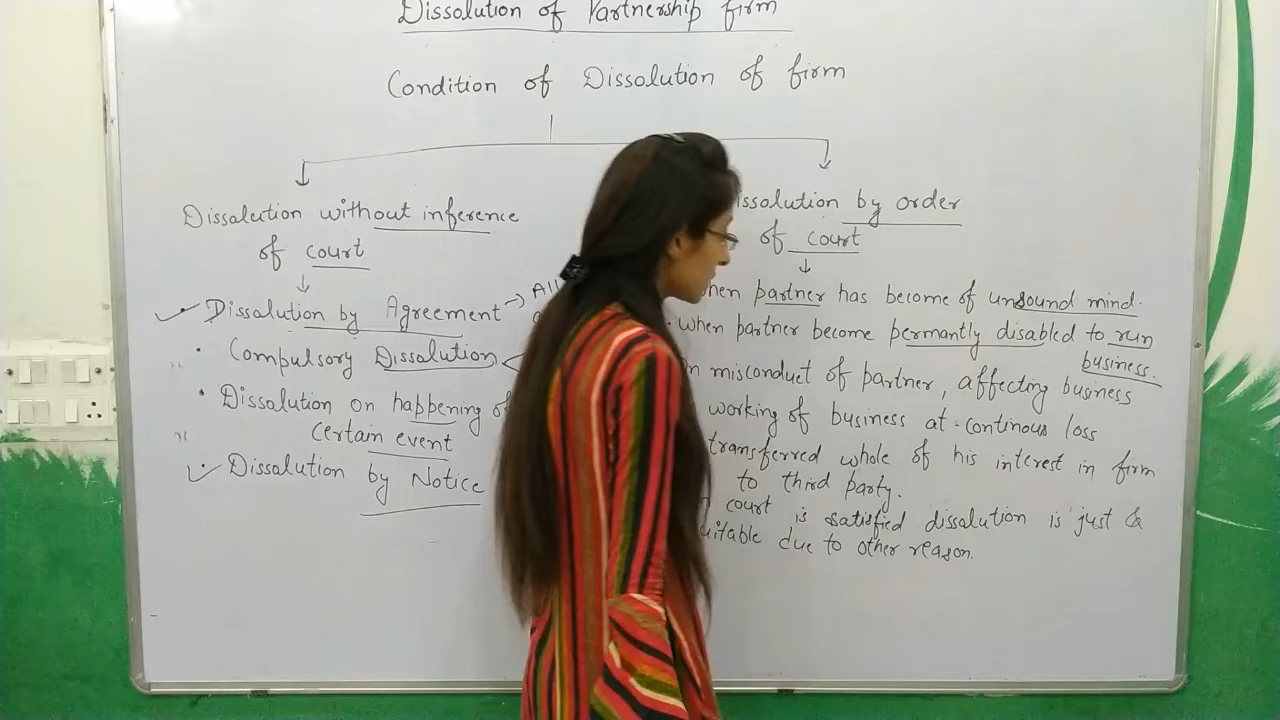 Dissolution of Partnership firm
Condition of Dissolution of firm
Dissolution without inference
of court
Dissolution by Agreement → All
Compulsory Dissolution
Dissolution on happening of
Certain event
Dissolution by Notice
issolution by order
of court
hen partner has become of unsound mind.
when partner become permantly disabled to run
business.
n misconduct of partner, affecting business
working of business at continous loss
transferred whole of his interest in firm
to third party.
court is satisfied dissalution is just &
uitable due to other reason.